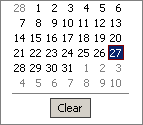 28 1 2 3 4 5 6
7 8 9 10 11 12 13
14 15 16 17 18 19 20
21 22 23 24 25 26 27
28 29 30 31 1 2 3
4 5 6 7 8 9 10
Clear